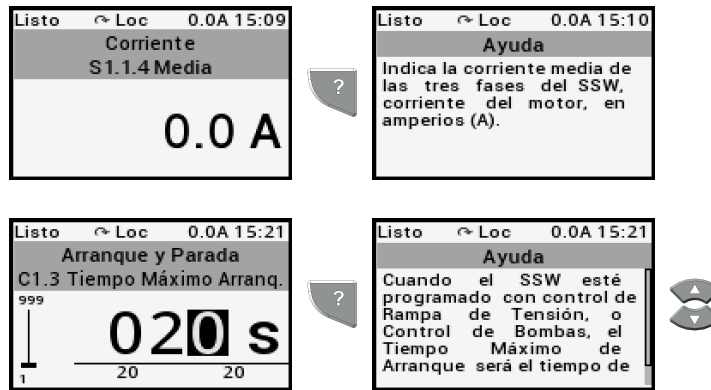 Listo ↷ Loc 0.0A 15:09
Corriente
S1.1.4 Media
0.0 A
?
Listo ↷ Loc 0.0A 15:10
Ayuda
Indica la corriente media de
las tres fases del SSW,
corriente del motor, en
amperios (A).
Listo ↷ Loc 0.0A 15:21
Arranque y Parada
C1.3 Tiempo Máximo Arranq.
999
020 s
1
20 20
?
Listo ↷ Loc 0.0A 15:21
Ayuda
Cuando el SSW esté
programado con control de
Rampa de Tensión, o
Control de Bombas, el
Tiempo Máximo de
Arranque será el tiempo de